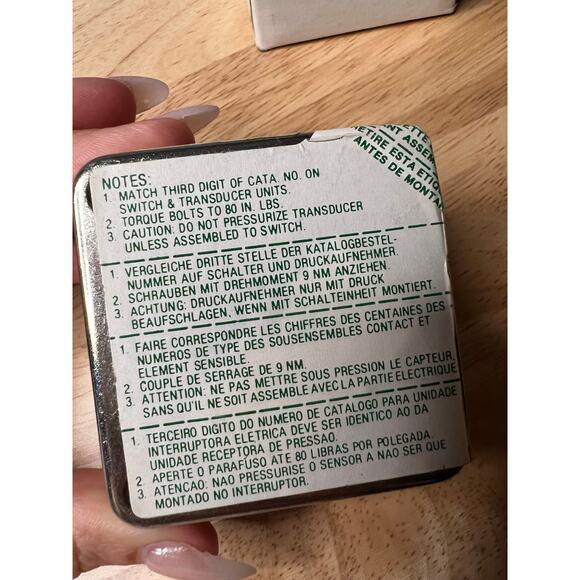 NOTES:
1. MATCH THIRD DIGIT OF CATA. NO. ON
SWITCH & TRANSDUCER UNITS.
2. TORQUE BOLTS TO 80 IN. LBS.
3. CAUTION: DO NOT PRESSURIZE TRANSDUCER
UNLESS ASSEMBLED TO SWITCH.
1. VERGLEICHE DRITTE STELLE DER KATALOGBESTEL-
NUMMER AUF SCHALTER UND DRUCKAUFNEHMER.
2. SCHRAUBEN MIT DREHMOMENT 9 NM ANZIEHEN.
3. ACHTUNG: DRUCKAUFNEHMER NUR MIT DRUCK
BEAUFSCHLAGEN, WENN MIT SCHALTEINHEIT MONTIERT.
1. FAIRE CORRESPONDRE LES CHIFFRES DES CENTAINES DES
NUMEROS DE TYPE DES SOUSENSEMBLES CONTACT ET
ELEMENT SENSIBLE.
2. COUPLE DE SERRAGE DE 9 NM.
3. ATTENTION: NE PAS METTRE SOUS PRESSION LE CAPTEUR,
SANS QU'IL NE SOIT ASSEMBLE AVEC LA PARTIE ELECTRIQUE
1. TERCEIRO DIGITO DO NUMERO DE CATALOGO PARA UNIDADE
INTERRUPTORA ELETRICA DEVE SER IDENTICO AO DA
UNIDADE RECEPTORA DE PRESSAO.
2. APERTE O PARAFUSO ATE 80 LIBRAS POR POLEGADA.
3. ATENCAO: NAO PRESSURISE O SENSOR A NAO SER QUE
MONTADO NO INTERRUPTOR.
ETTE
ANT ASSE
RETIRE ESTA ETIQ
ANTES DE MONTA